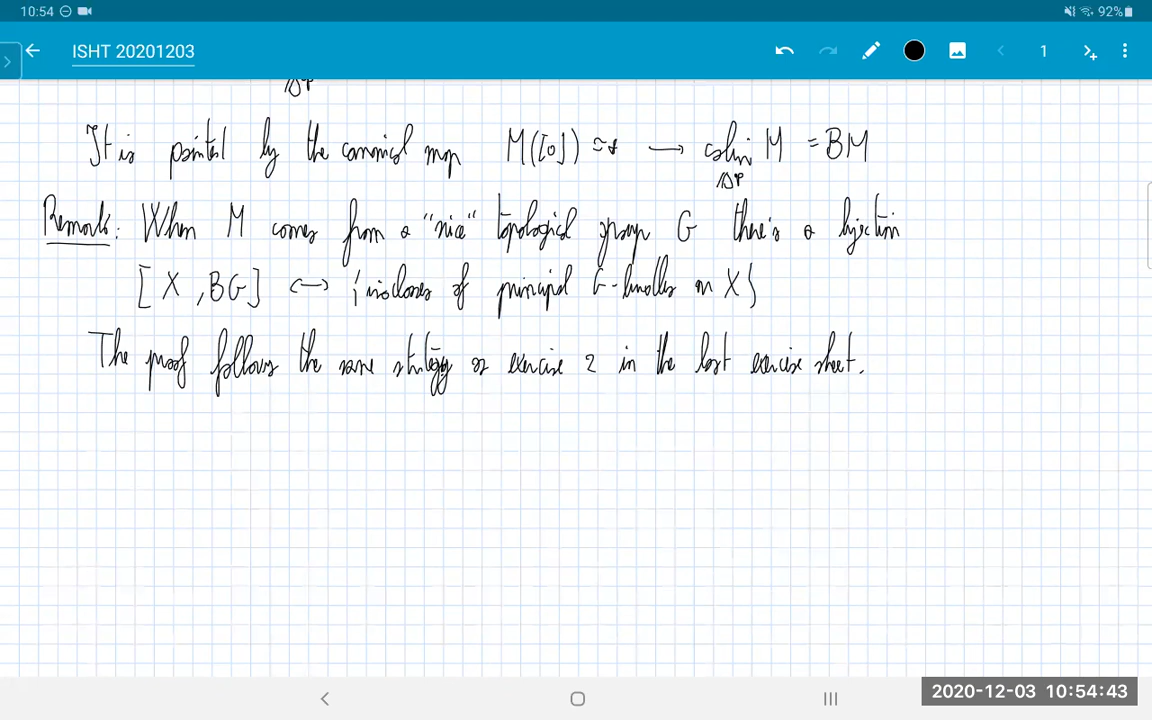 10:54 92%
ISHT 20201203 1
Δᵒᵖ
It is pointed by the canonical map M([0]) ≃ * ⟶ colim M = BM
Δᵒᵖ
Remark: When M comes from a "nice" topological group G there's a bijection
[X, BG] ⟷ {isoclasses of principal G-bundles on X}
The proof follows the same strategy as exercise 2 in the last exercise sheet.
2020-12-03 10:54:43